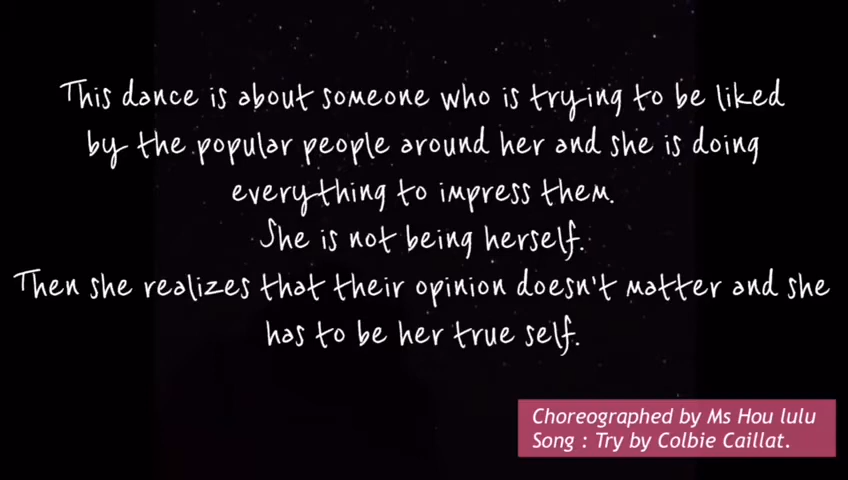 This dance is about someone who is trying to be liked
by the popular people around her and she is doing
everything to impress them.
She is not being herself.
Then she realizes that their opinion doesn't matter and she
has to be her true self.
Choreographed by Ms Hou lulu
Song : Try by Colbie Caillat.